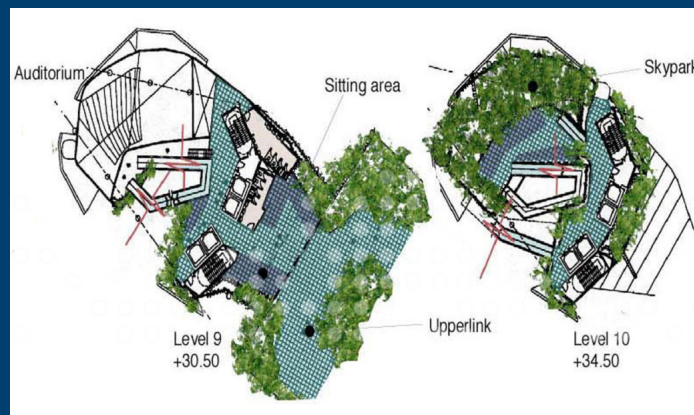 Auditorium
Sitting area
Skypark
Upperlink
Level 9
+30.50
Level 10
+34.50